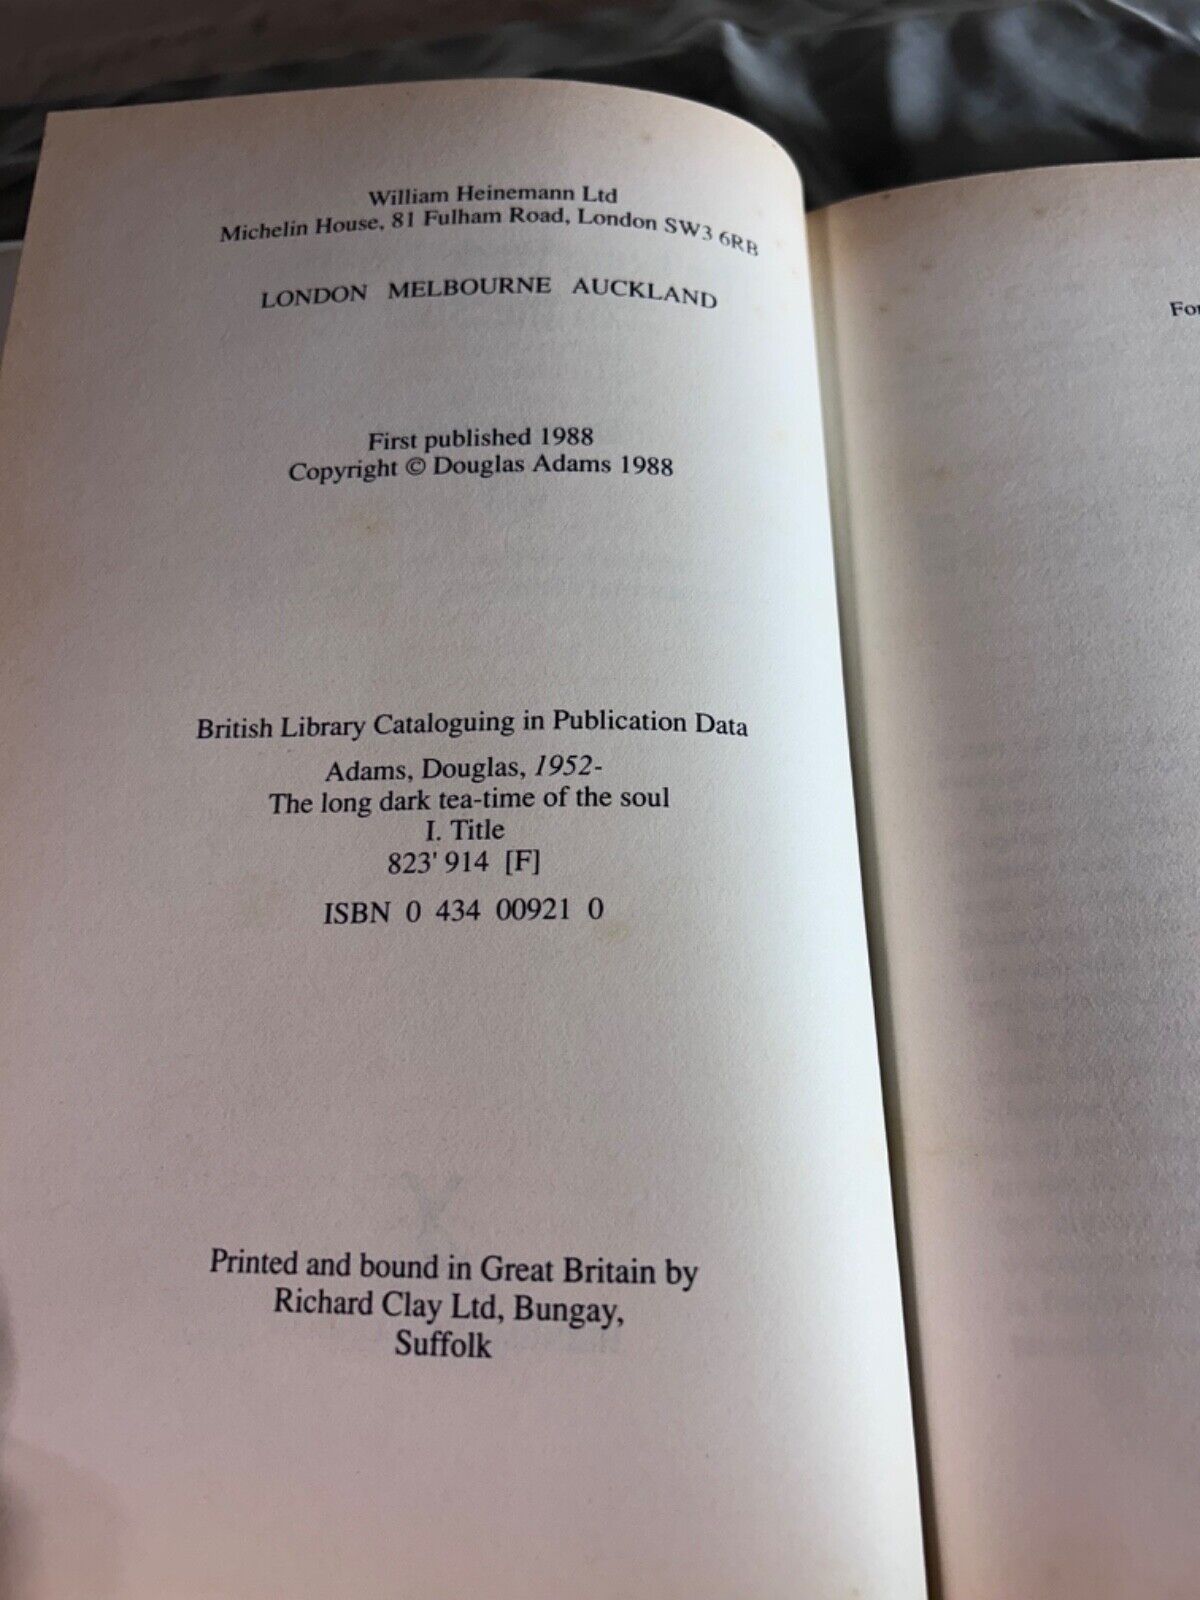 William Heinemann Ltd
Michelin House, 81 Fulham Road, London SW3 6RB
LONDON MELBOURNE AUCKLAND
First published 1988
Copyright © Douglas Adams 1988
British Library Cataloguing in Publication Data
Adams, Douglas, 1952-
The long dark tea-time of the soul
I. Title
823'914 [F]
ISBN 0 434 00921 0
Printed and bound in Great Britain by
Richard Clay Ltd, Bungay,
Suffolk